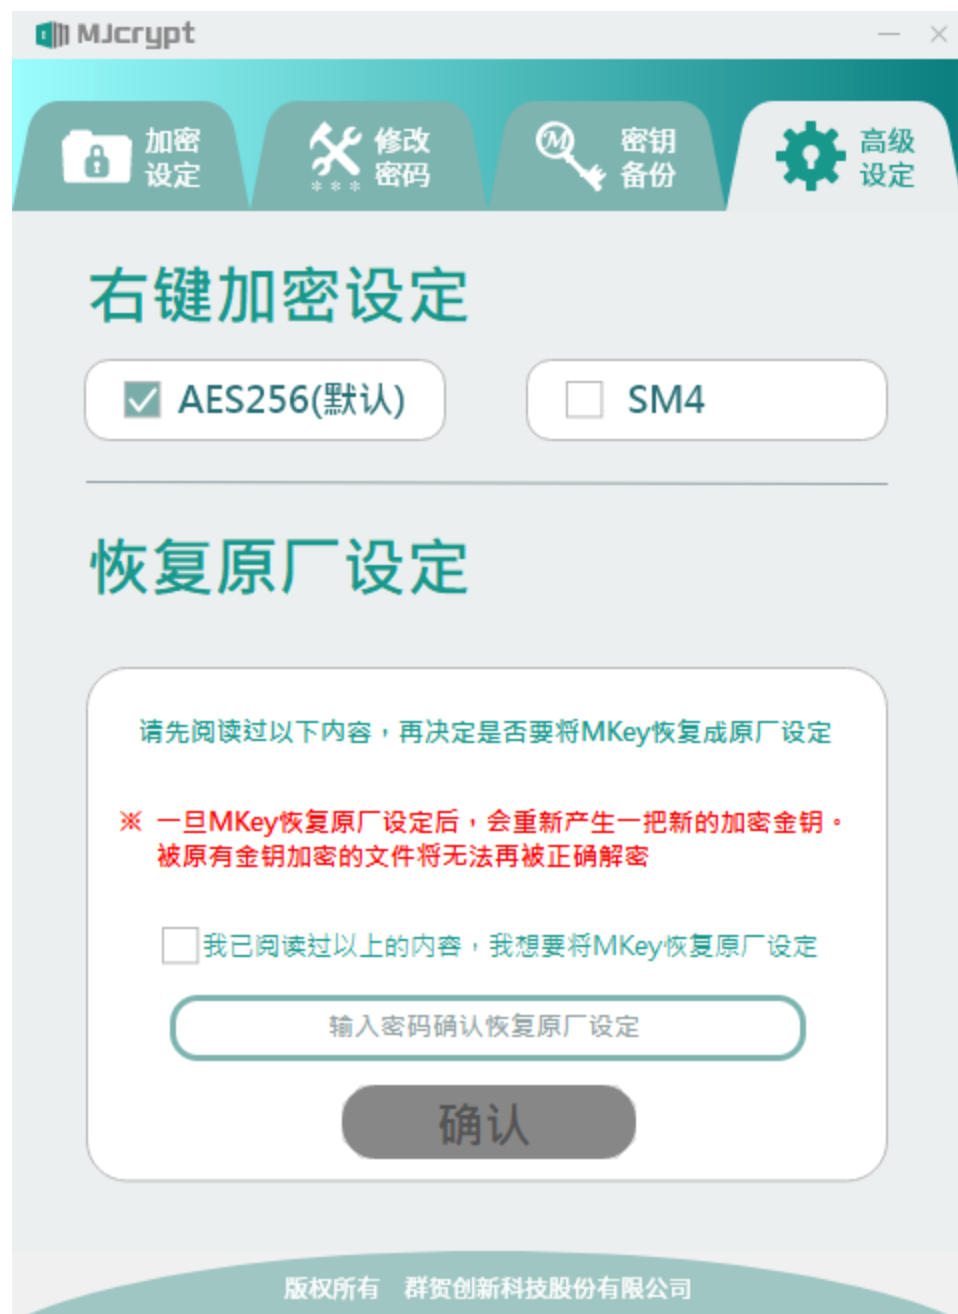 MJcrypt
加密
设定
修改
密码
***
M
密钥
备份
高级
设定
右键加密设定
AES256(默认)
SM4
恢复原厂设定
请先阅读过以下内容，再决定是否要将MKey恢复成原厂设定
※ 一旦MKey恢复原厂设定后，会重新产生一把新的加密金钥。
被原有金钥加密的文件将无法再被正确解密
我已阅读过以上的内容，我想要将MKey恢复原厂设定
输入密码确认恢复原厂设定
确认
版权所有 群贺创新科技股份有限公司